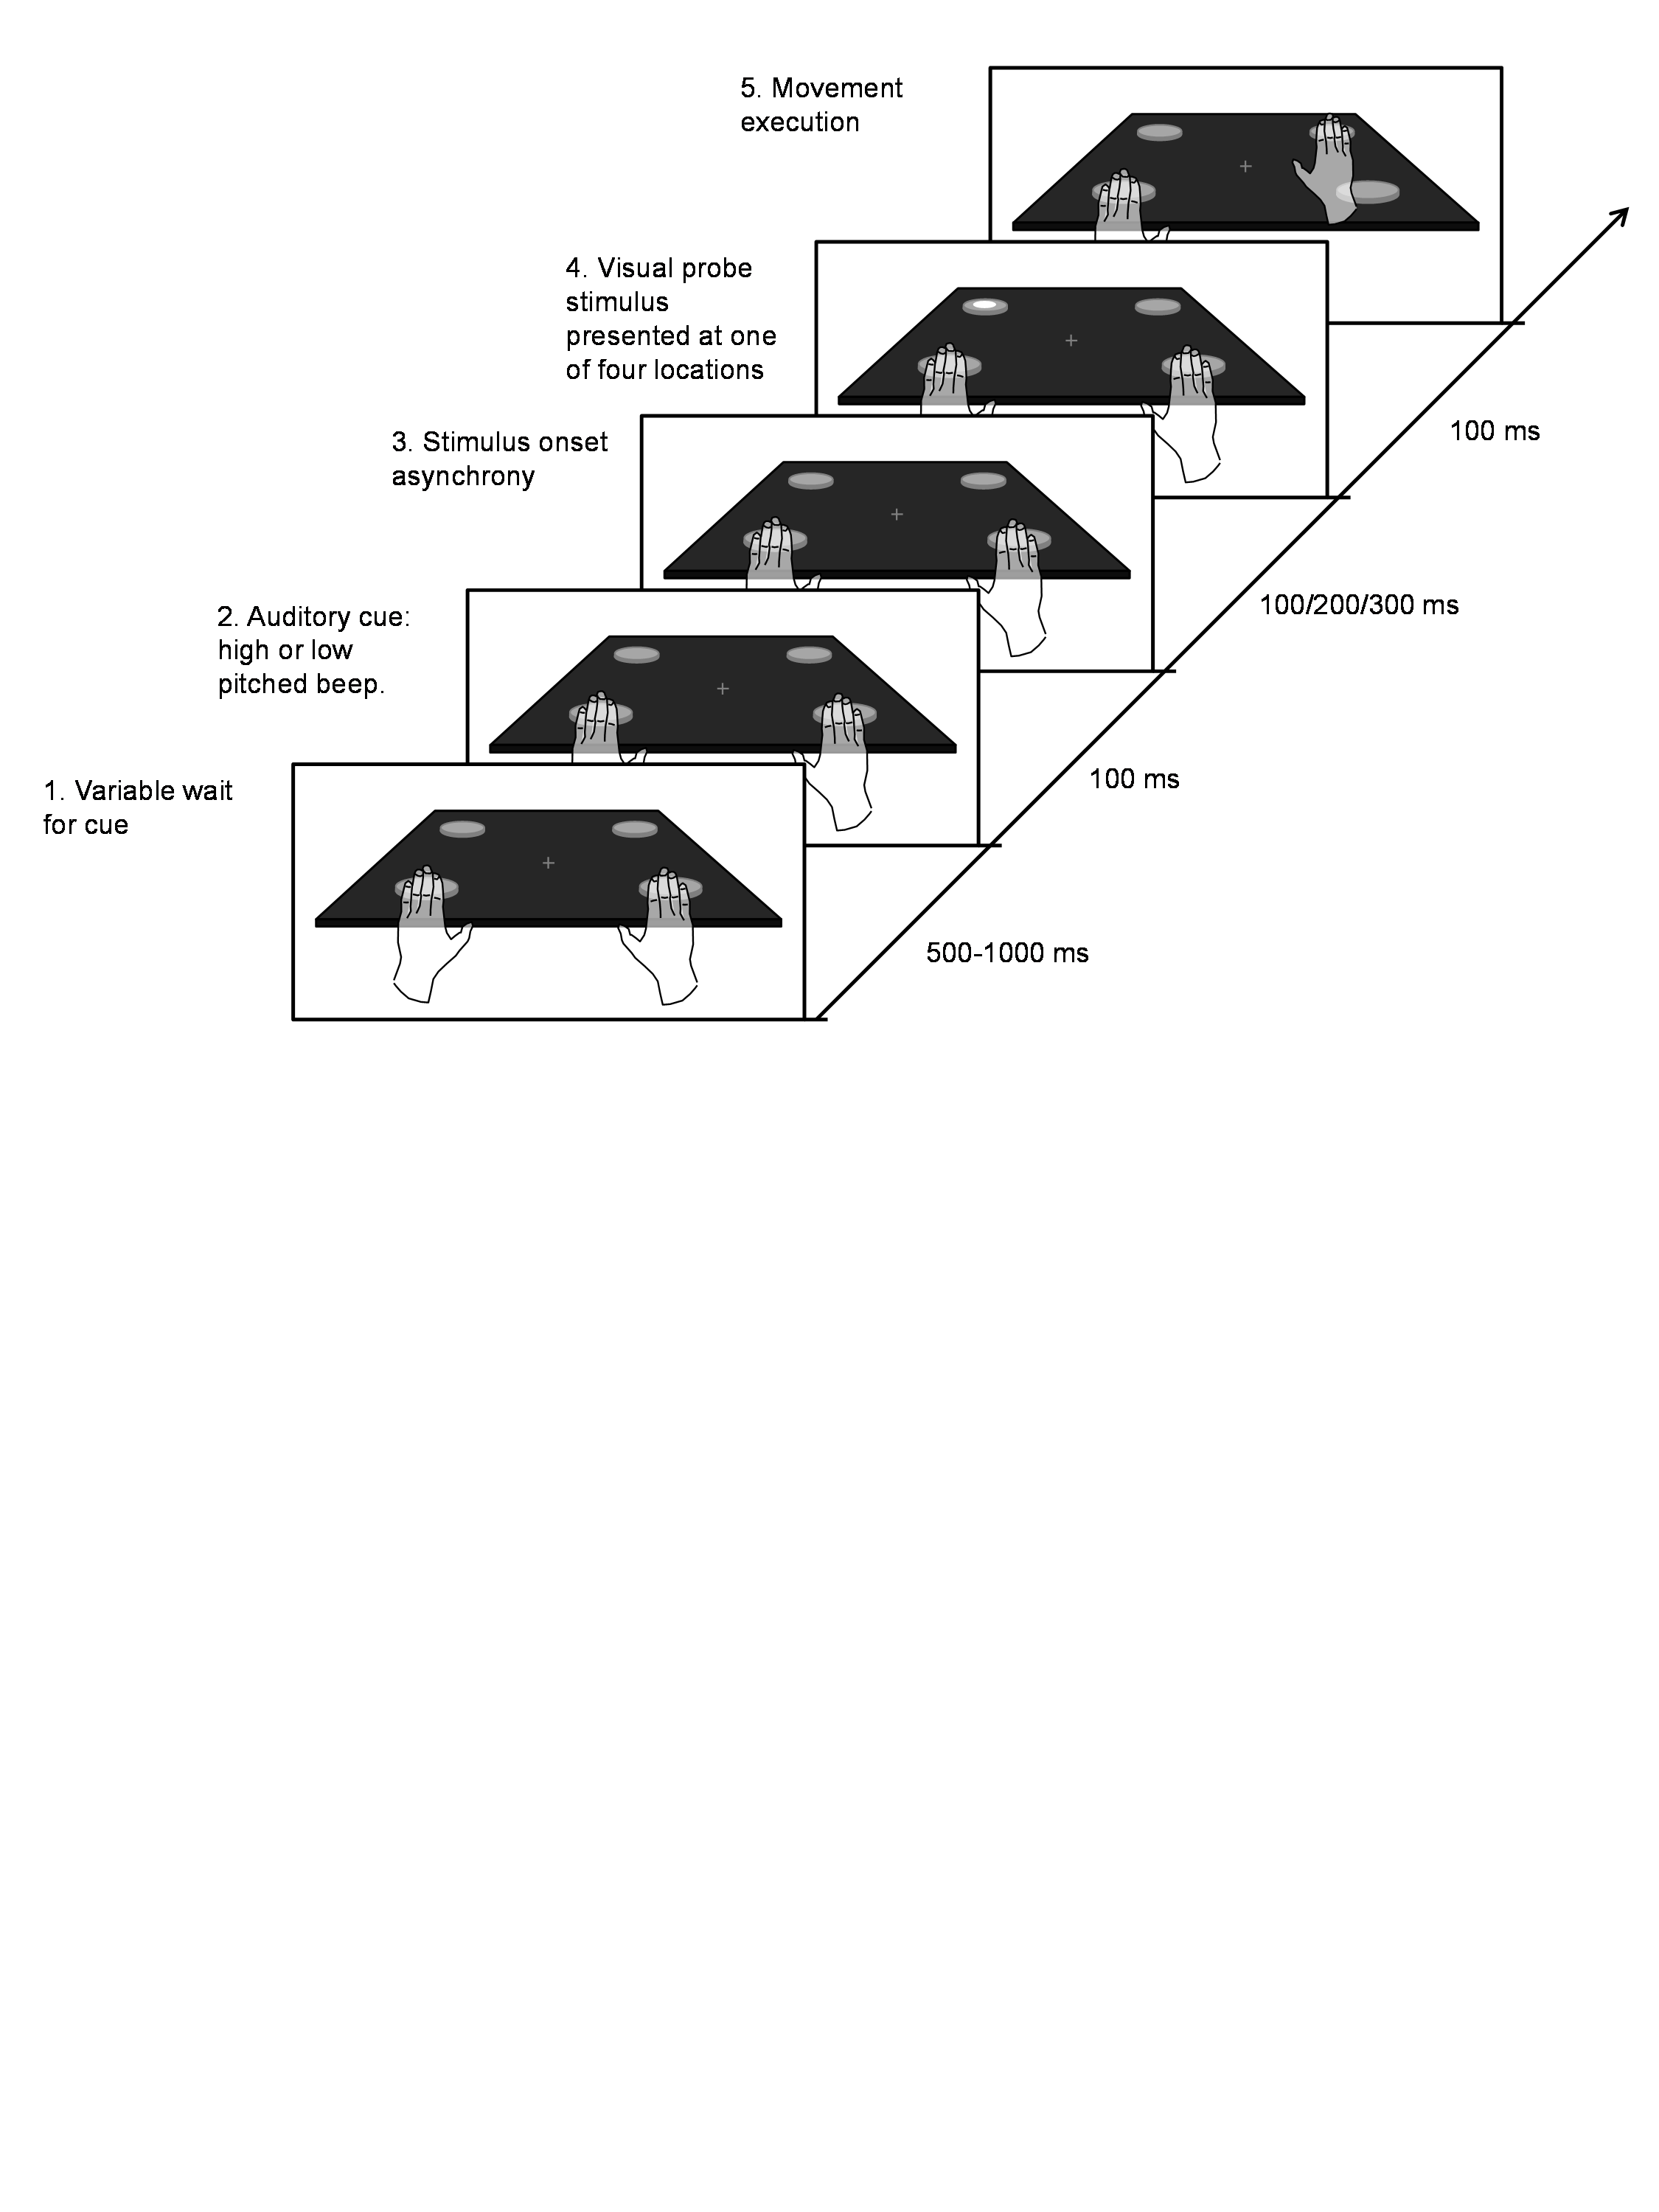 5. Movement
execution
4. Visual probe
stimulus
presented at one
of four locations
3. Stimulus onset
asynchrony
2. Auditory cue:
high or low
pitched beep.
1. Variable wait
for cue
100 ms
100/200/300 ms
100 ms
500-1000 ms